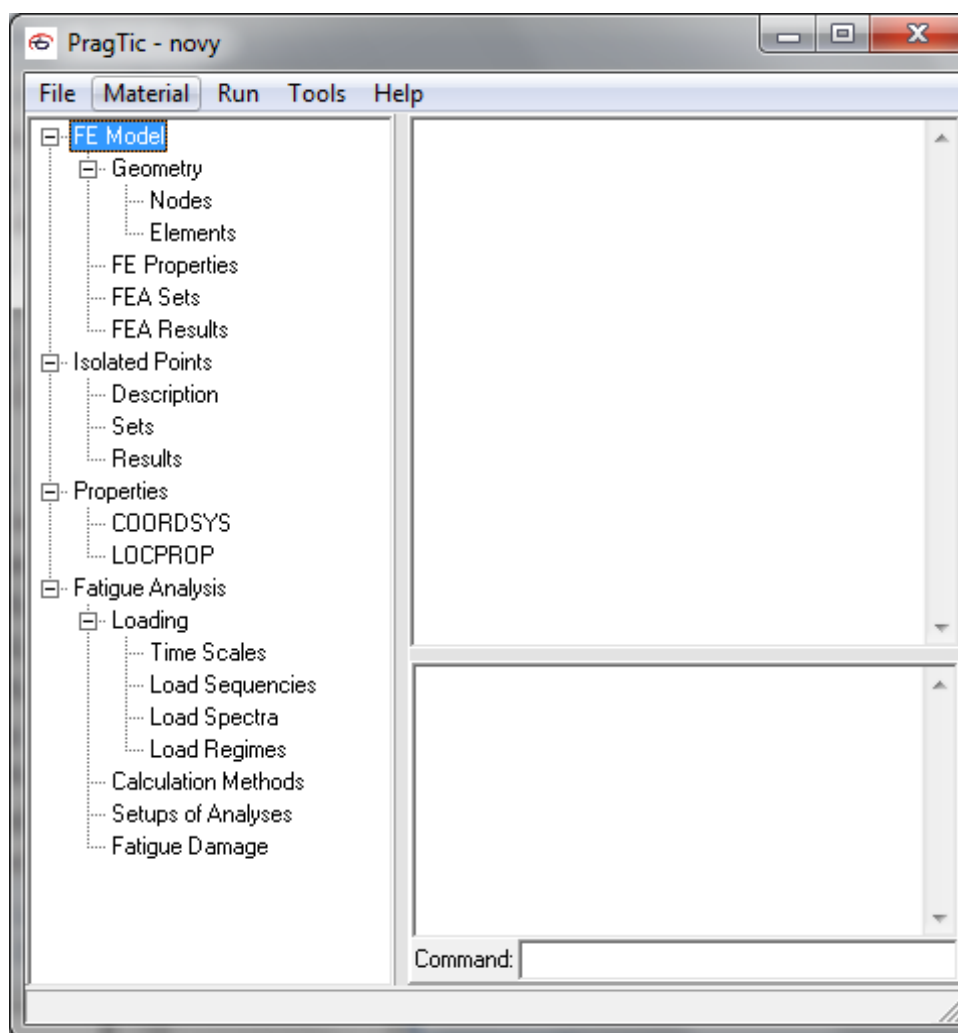 PragTic - novy
File Material Run Tools Help
FE Model
Geometry
Nodes
Elements
FE Properties
FEA Sets
FEA Results
Isolated Points
Description
Sets
Results
Properties
COORDSYS
LOCPROP
Fatigue Analysis
Loading
Time Scales
Load Sequencies
Load Spectra
Load Regimes
Calculation Methods
Setups of Analyses
Fatigue Damage
Command: